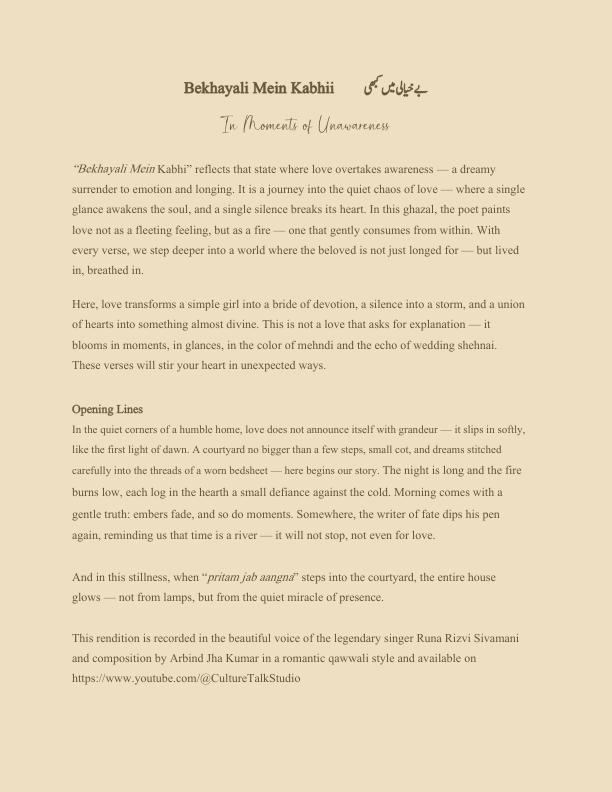 Bekhayali Mein Kabhii بے خیالی میں کبھی
In Moments of Unawareness
“Bekhayali Mein Kabhi” reflects that state where love overtakes awareness — a dreamy
surrender to emotion and longing. It is a journey into the quiet chaos of love — where a single
glance awakens the soul, and a single silence breaks its heart. In this ghazal, the poet paints
love not as a fleeting feeling, but as a fire — one that gently consumes from within. With
every verse, we step deeper into a world where the beloved is not just longed for — but lived
in, breathed in.
Here, love transforms a simple girl into a bride of devotion, a silence into a storm, and a union
of hearts into something almost divine. This is not a love that asks for explanation — it
blooms in moments, in glances, in the color of mehndi and the echo of wedding shehnai.
These verses will stir your heart in unexpected ways.
Opening Lines
In the quiet corners of a humble home, love does not announce itself with grandeur — it slips in softly,
like the first light of dawn. A courtyard no bigger than a few steps, small cot, and dreams stitched
carefully into the threads of a worn bedsheet — here begins our story. The night is long and the fire
burns low, each log in the hearth a small defiance against the cold. Morning comes with a
gentle truth: embers fade, and so do moments. Somewhere, the writer of fate dips his pen
again, reminding us that time is a river — it will not stop, not even for love.
And in this stillness, when “pritam jab aangna” steps into the courtyard, the entire house
glows — not from lamps, but from the quiet miracle of presence.
This rendition is recorded in the beautiful voice of the legendary singer Runa Rizvi Sivamani
and composition by Arbind Jha Kumar in a romantic qawwali style and available on
https://www.youtube.com/@CultureTalkStudio